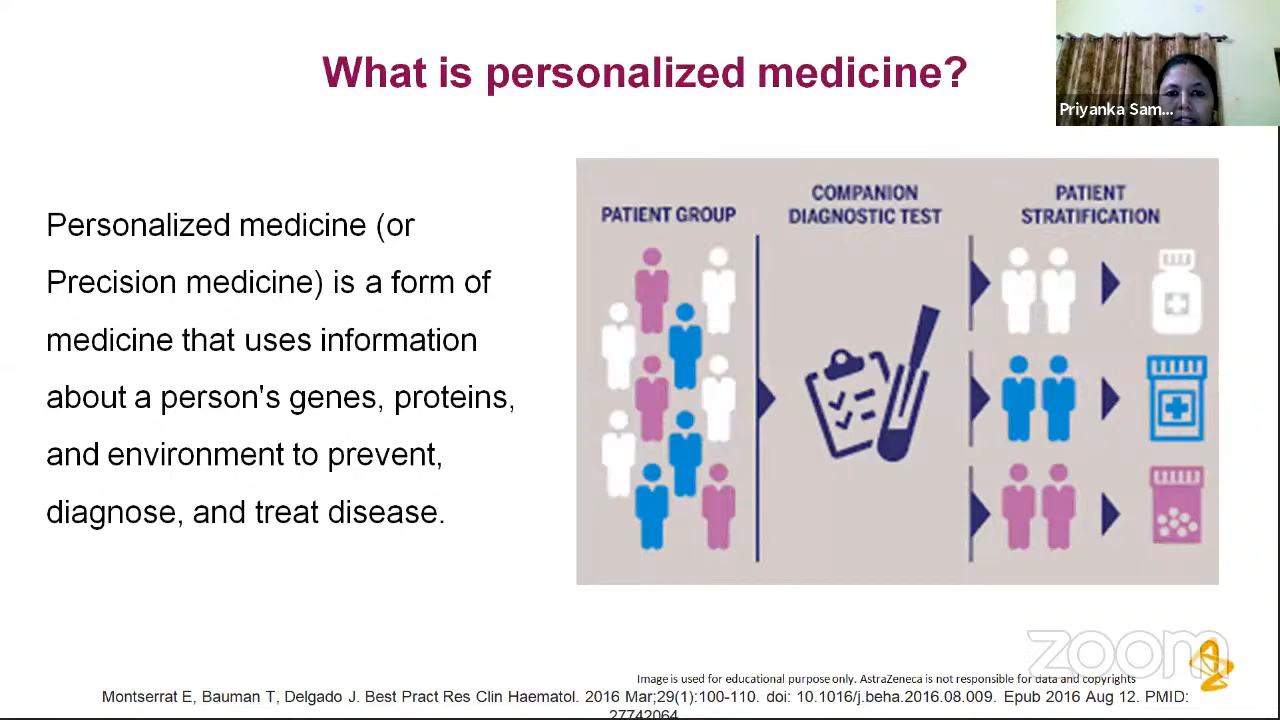 What is personalized medicine?
Priyanka Sam...
Personalized medicine (or
Precision medicine) is a form of
medicine that uses information
about a person's genes, proteins,
and environment to prevent,
diagnose, and treat disease.
PATIENT GROUP
COMPANION
DIAGNOSTIC TEST
PATIENT
STRATIFICATION
zoom
Image is used for educational purpose only. AstraZeneca is not responsible for data and copyrights
Montserrat E, Bauman T, Delgado J. Best Pract Res Clin Haematol. 2016 Mar;29(1):100-110. doi: 10.1016/j.beha.2016.08.009. Epub 2016 Aug 12. PMID:
27742064.